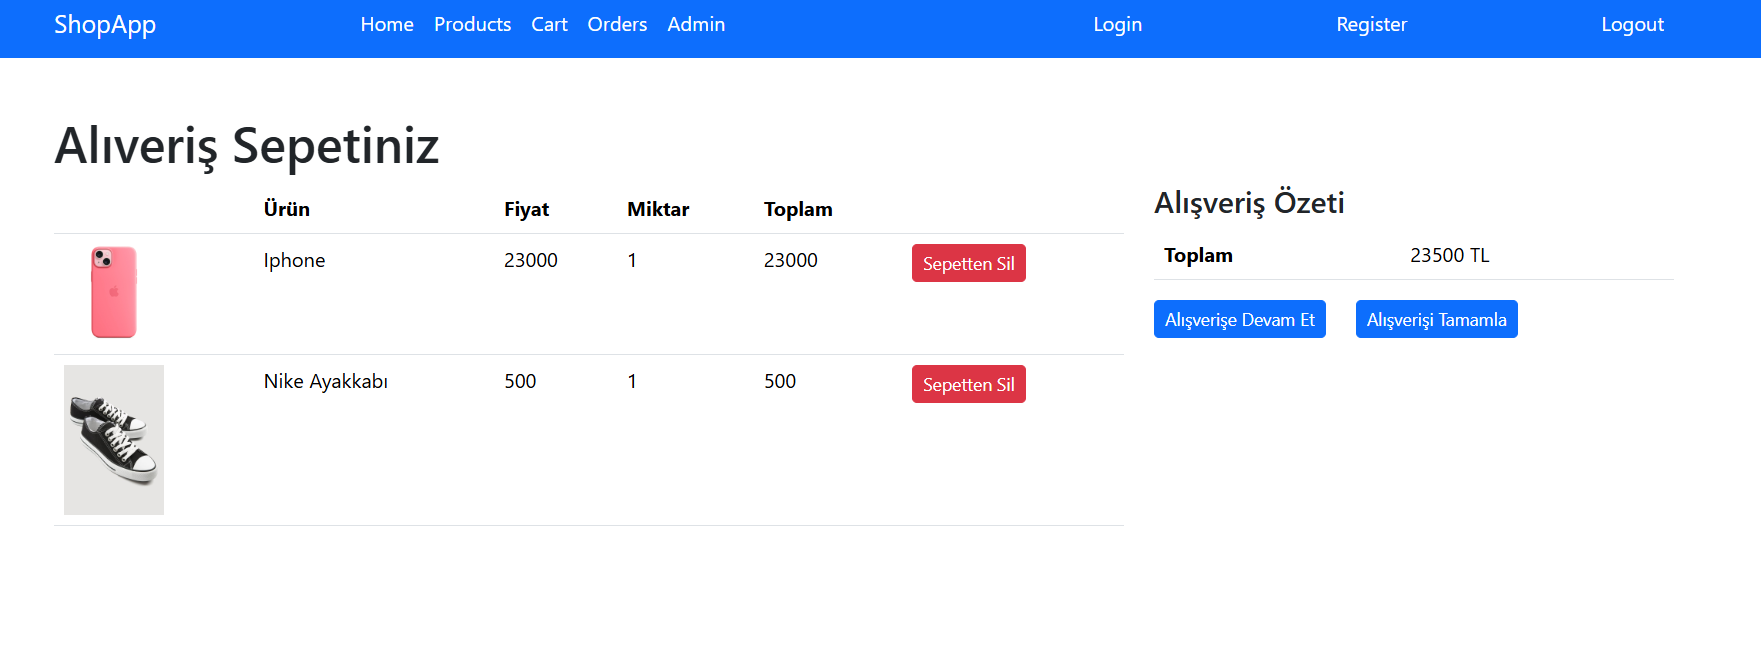 ShopApp Home Products Cart Orders Admin Login Register Logout
Alıveriş Sepetiniz
Ürün Fiyat Miktar Toplam
Iphone 23000 1 23000 Sepetten Sil
Nike Ayakkabı 500 1 500 Sepetten Sil
Alışveriş Özeti
Toplam 23500 TL
Alışverişe Devam Et Alışverişi Tamamla